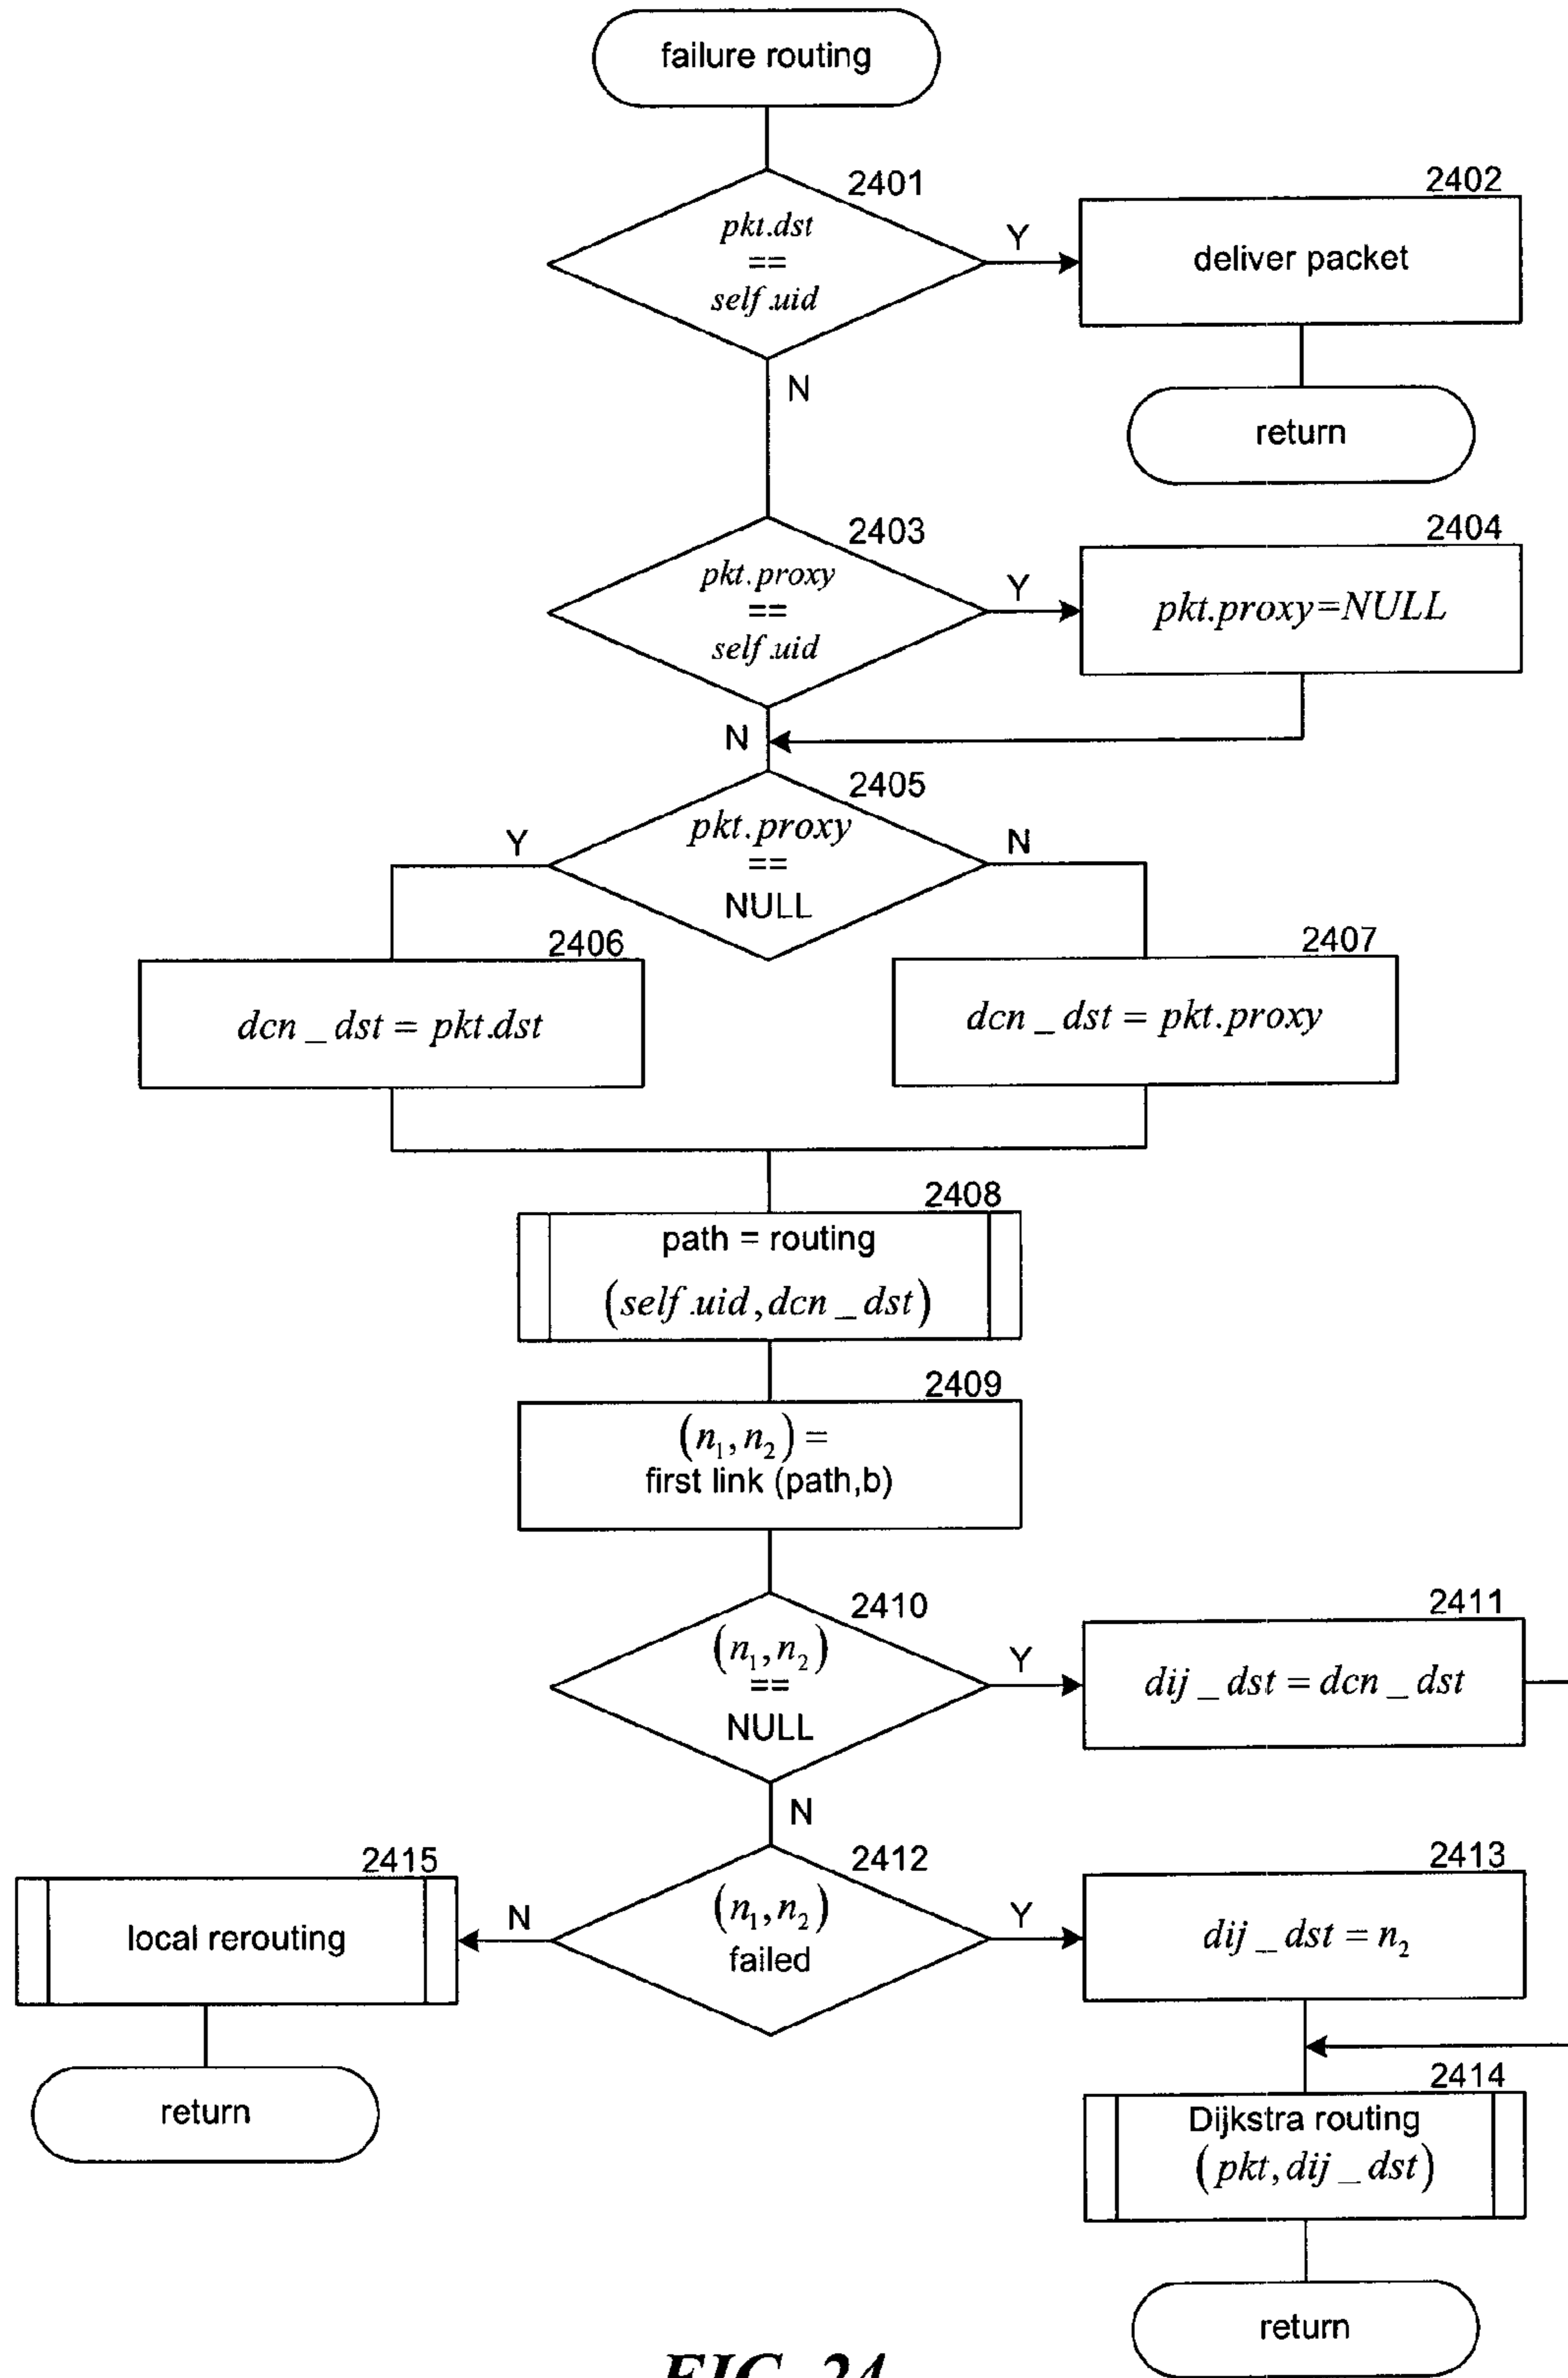 failure routing
2401
pkt.dst
==
self.uid
Y
2402
deliver packet
N
return
2403
pkt.proxy
==
self.uid
Y
2404
pkt.proxy=NULL
N
2405
pkt.proxy
==
NULL
Y
N
2406
dcn_dst = pkt.dst
2407
dcn_dst = pkt.proxy
2408
path = routing
(self.uid,dcn_dst)
2409
(n₁,n₂) =
first link (path,b)
2410
(n₁,n₂)
==
NULL
Y
2411
dij_dst = dcn_dst
N
2412
(n₁,n₂)
failed
2415
local rerouting
N
Y
2413
dij_dst = n₂
return
2414
Dijkstra routing
(pkt,dij_dst)
return
FIG. 24